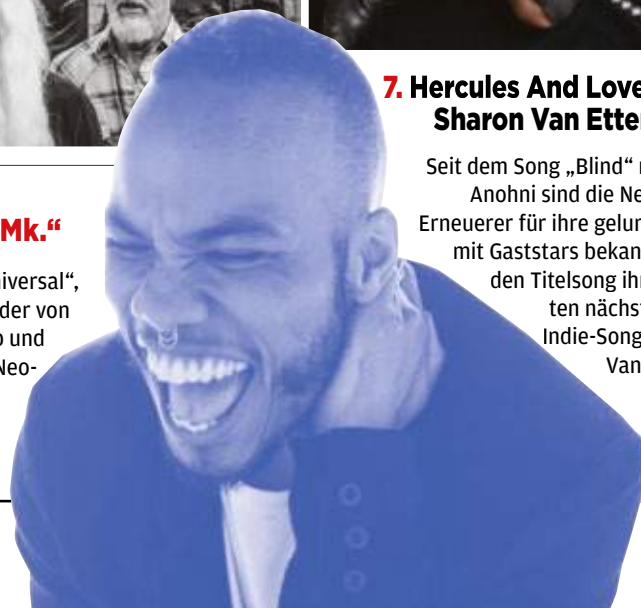 Mk.“
iversal“,
der von
o und
Neo-
7. Hercules And Love
Sharon Van Etter
Seit dem Song „Blind“
Anohni sind die Ne
Erneuerer für ihre gelun
mit Gaststars bekan
den Titelsong ihr
ten nächst
Indie-Song
Van